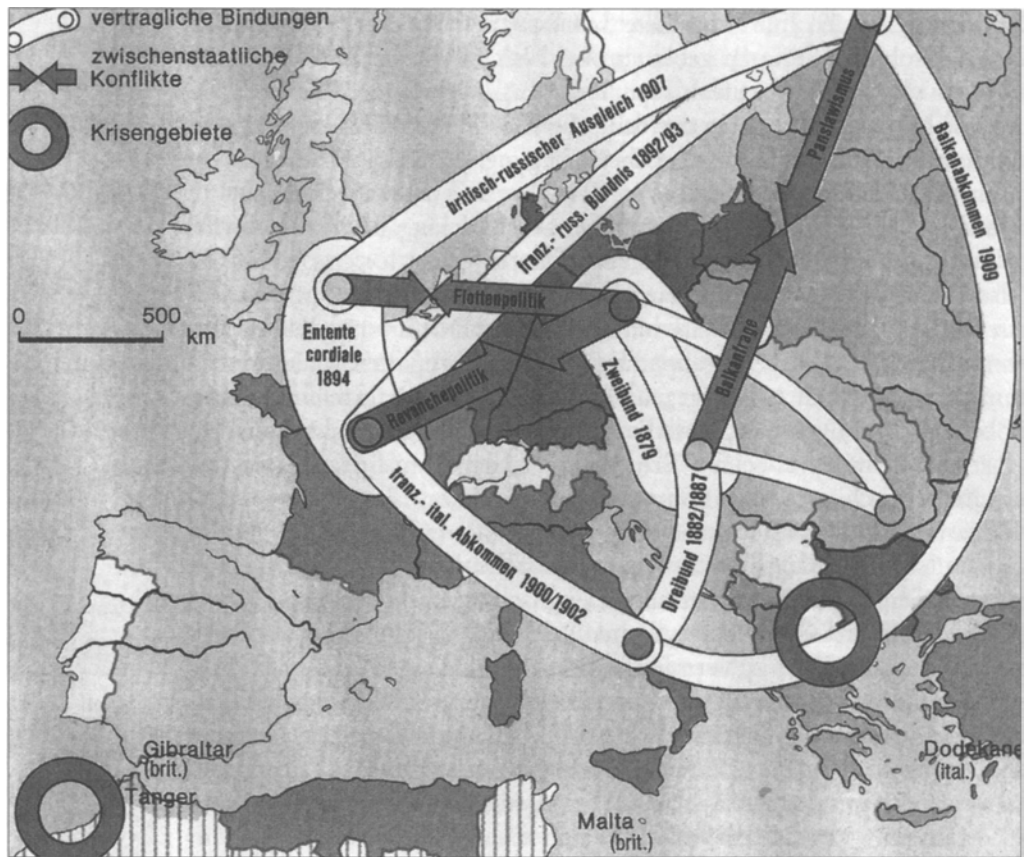 vertragliche Bindungen
zwischenstaatliche
Konflikte
Krisengebiete
0 500
km
britisch-russischer Ausgleich 1907
franz.- russ. Bündnis 1892/93
Panslawismus
Balkanabkommen 1909
Flottenpolitik
Entente
cordiale
1894
Revanchepolitik
Zweibund 1879
Balkanfrage
franz.- ital. Abkommen 1900/1902
Dreibund 1882/1887
Gibraltar
(brit.)
Tanger
Malta
(brit.)
Dodekane
(ital.)